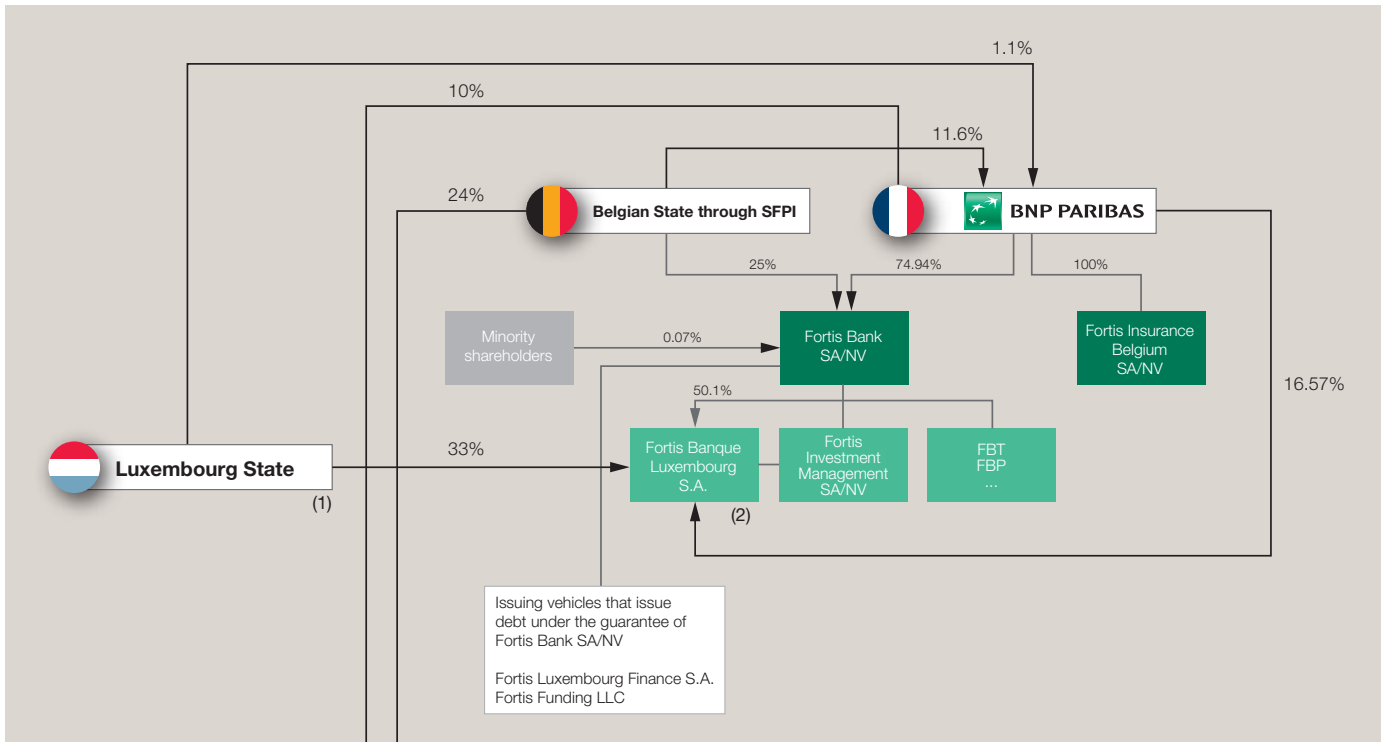 1.1%
10%
11.6%
24%
Belgian State through SFPI
BNP PARIBAS
25%
74.94%
100%
Minority
shareholders
0.07%
Fortis Bank
SA/NV
Fortis Insurance
Belgium
SA/NV
16.57%
50.1%
Luxembourg State
(1)
33%
Fortis Banque
Luxembourg
S.A.
(2)
Fortis
Investment
Management
SA/NV
FBT
FBP
...
Issuing vehicles that issue
debt under the guarantee of
Fortis Bank SA/NV
Fortis Luxembourg Finance S.A.
Fortis Funding LLC